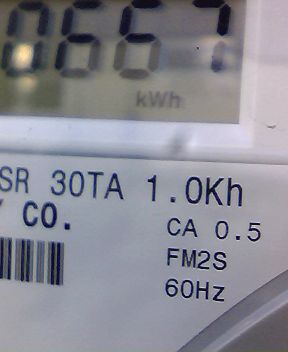 0667
kWh
SR 30TA 1.0Kh
Y CO.
CA 0.5
FM2S
60Hz